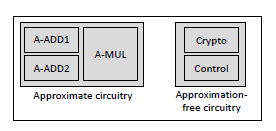 A-ADD1
A-ADD2
A-MUL
Approximate circuitry
Crypto
Control
Approximation-
free circuitry